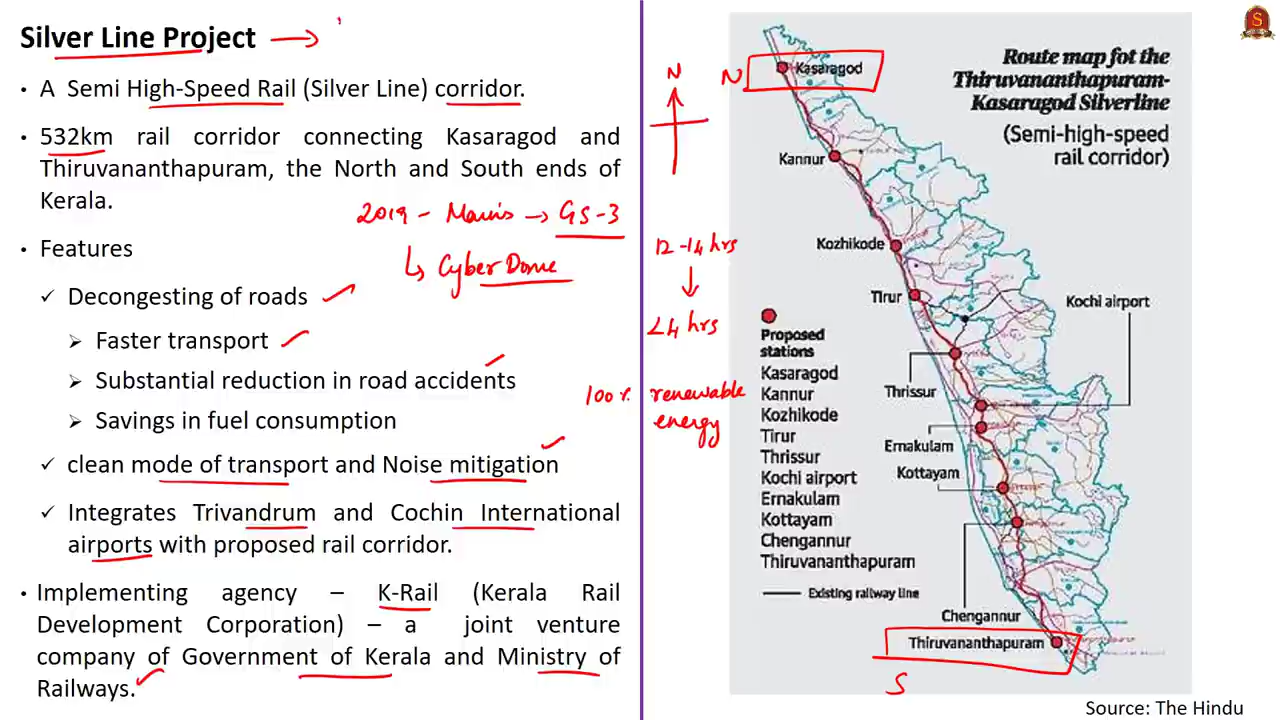 Silver Line Project
• A Semi High-Speed Rail (Silver Line) corridor.
• 532km rail corridor connecting Kasaragod and
Thiruvananthapuram, the North and South ends of
Kerala.
2019 - Mains → GS-3
↳ Cyber Dome
• Features
✓ Decongesting of roads
➢ Faster transport
➢ Substantial reduction in road accidents
➢ Savings in fuel consumption
✓ clean mode of transport and Noise mitigation
✓ Integrates Trivandrum and Cochin International
airports with proposed rail corridor.
• Implementing agency – K-Rail (Kerala Rail
Development Corporation) – a joint venture
company of Government of Kerala and Ministry of
Railways.
N
12-14 hrs
↓
<4 hrs
100% renewable
energy
Route map fot the
Thiruvananthapuram-
Kasaragod Silverline
(Semi-high-speed
rail corridor)
N
Kasaragod
Kannur
Kozhikode
Tirur
Kochi airport
Thrissur
Ernakulam
Kottayam
Chengannur
Thiruvananthapuram
S
Proposed
stations
Kasaragod
Kannur
Kozhikode
Tirur
Thrissur
Kochi airport
Ernakulam
Kottayam
Chengannur
Thiruvananthapuram
Existing railway line
Source: The Hindu
S